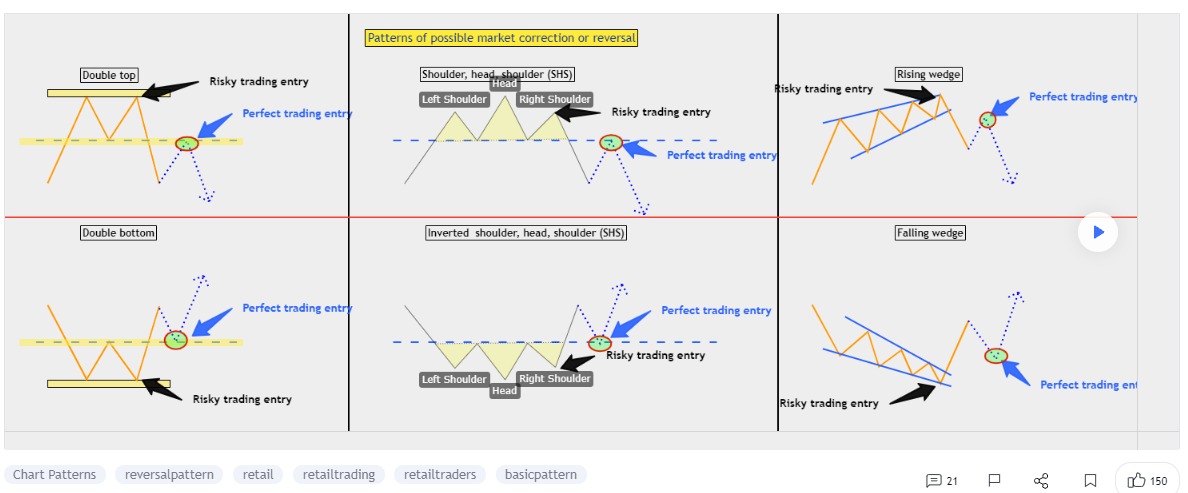 Patterns of possible market correction or reversal
Double top
Risky trading entry
Perfect trading entry
Shoulder, head, shoulder (SHS)
Head
Left Shoulder
Right Shoulder
Risky trading entry
Perfect trading entry
Rising wedge
Risky trading entry
Perfect trading entry
Double bottom
Perfect trading entry
Risky trading entry
Inverted shoulder, head, shoulder (SHS)
Perfect trading entry
Risky trading entry
Left Shoulder
Right Shoulder
Head
Falling wedge
Perfect trading ent
Risky trading entry
Chart Patterns
reversalpattern
retail
retailtrading
retailtraders
basicpattern
21
150